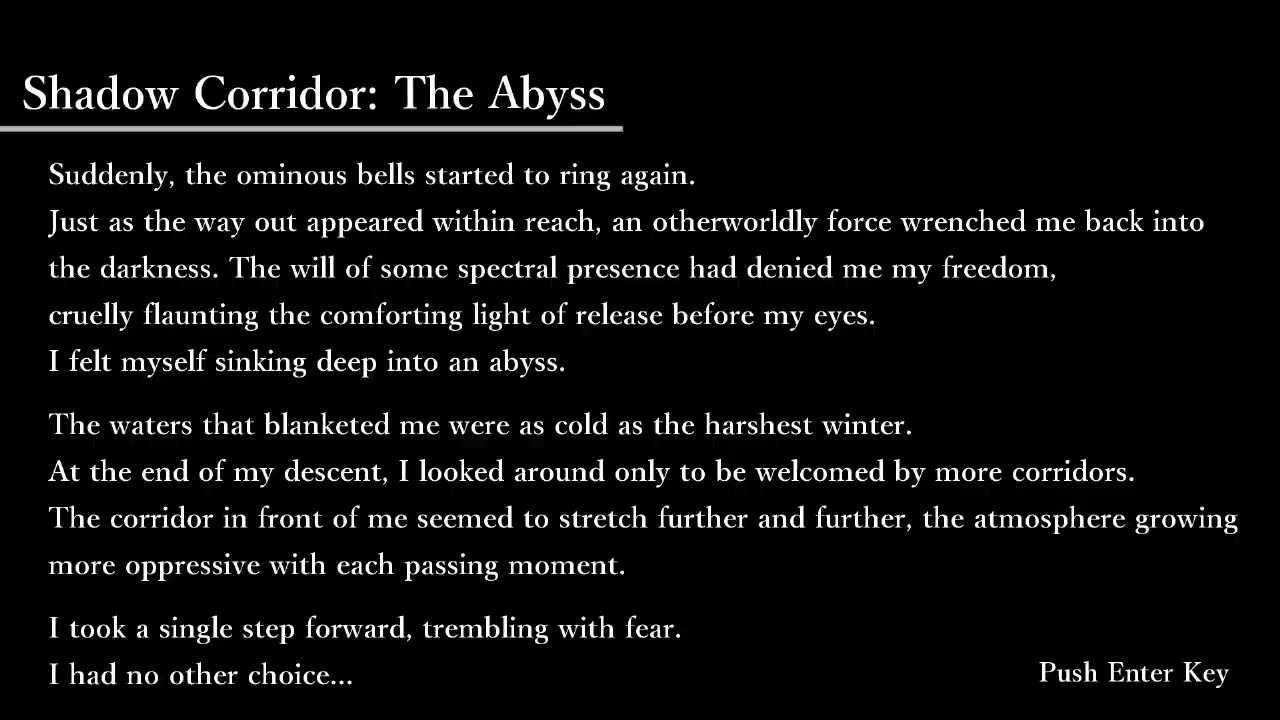 Shadow Corridor: The Abyss
Suddenly, the ominous bells started to ring again.
Just as the way out appeared within reach, an otherworldly force wrenched me back into
the darkness. The will of some spectral presence had denied me my freedom,
cruelly flaunting the comforting light of release before my eyes.
I felt myself sinking deep into an abyss.
The waters that blanketed me were as cold as the harshest winter.
At the end of my descent, I looked around only to be welcomed by more corridors.
The corridor in front of me seemed to stretch further and further, the atmosphere growing
more oppressive with each passing moment.
I took a single step forward, trembling with fear.
I had no other choice...
Push Enter Key